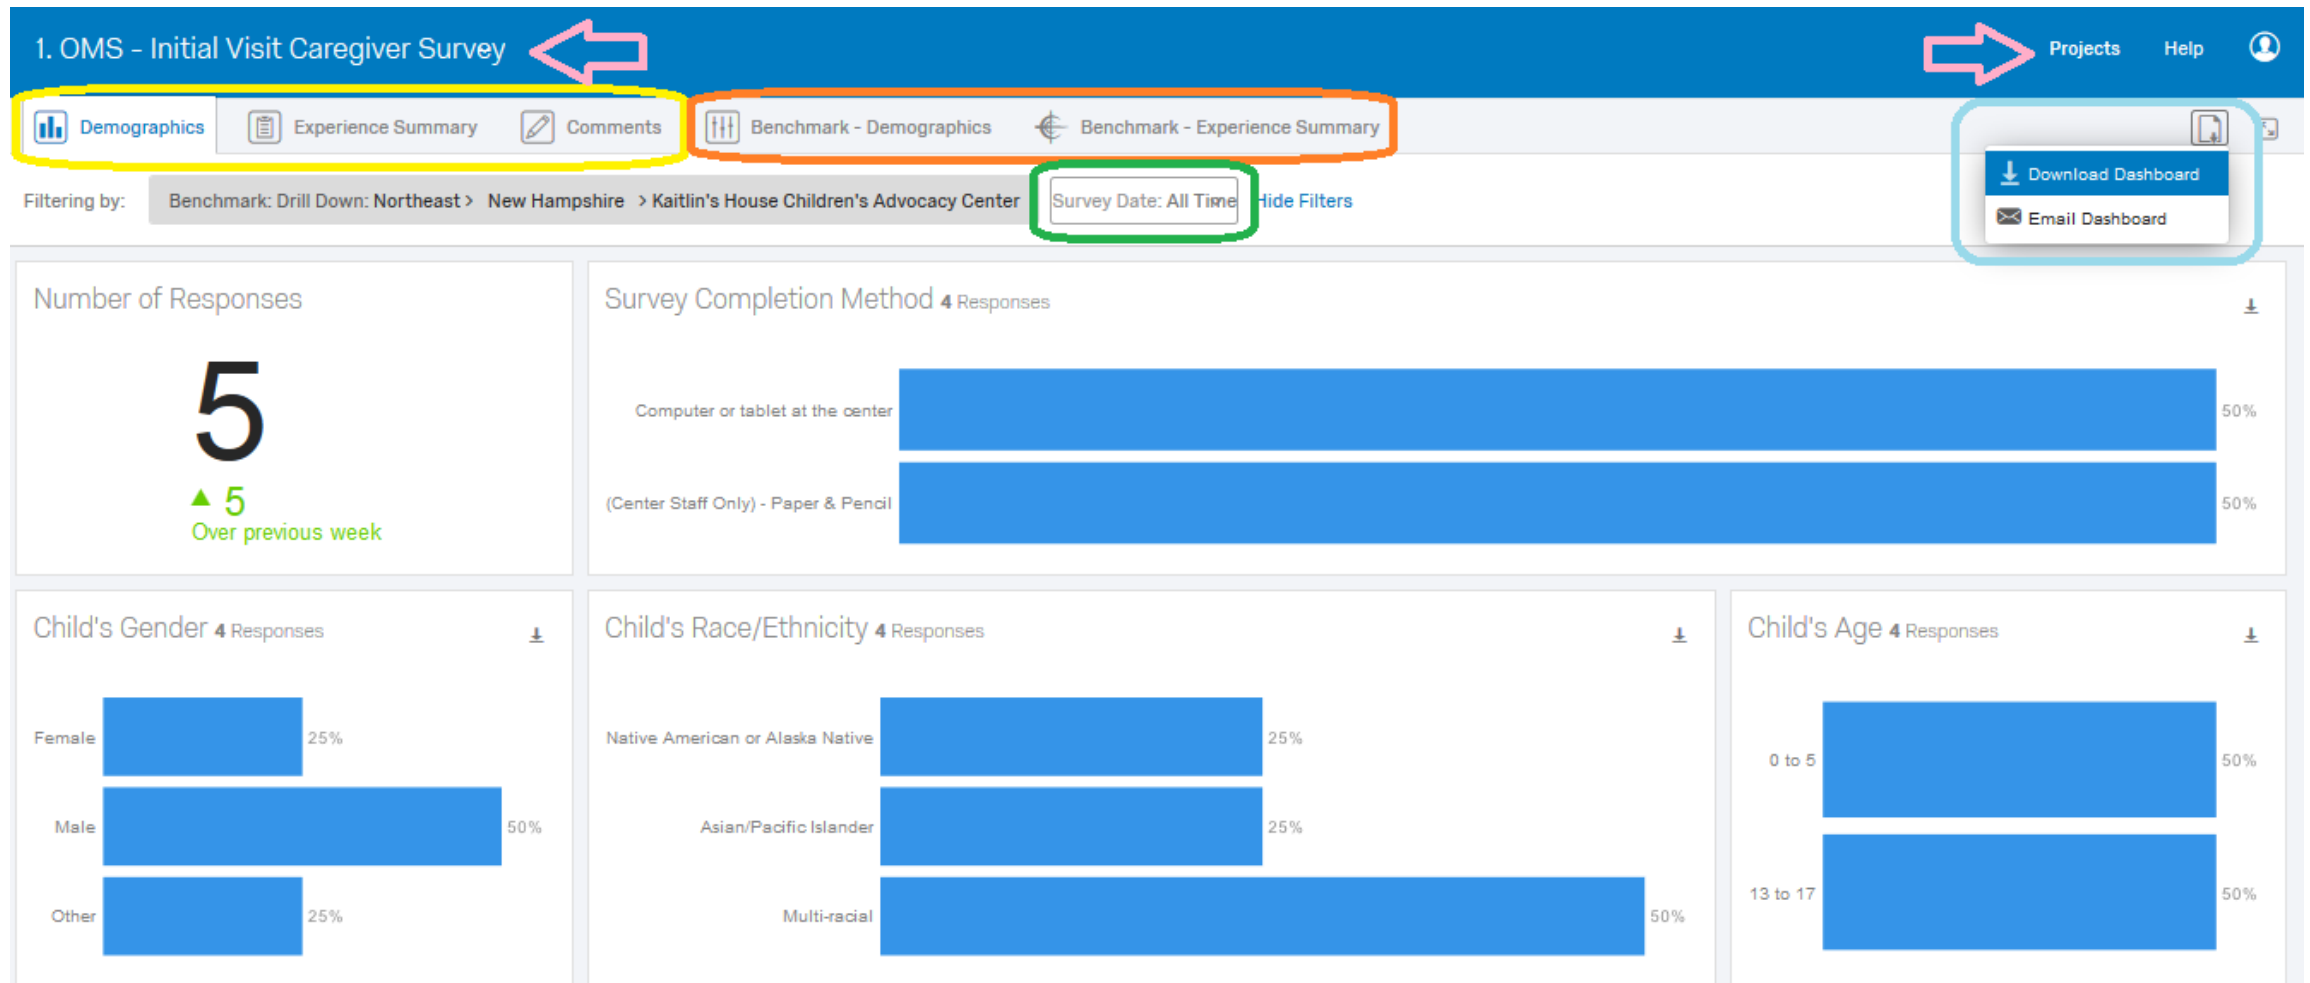 1. OMS - Initial Visit Caregiver Survey
Projects Help
Demographics Experience Summary Comments Benchmark - Demographics Benchmark - Experience Summary
Download Dashboard
Email Dashboard
Filtering by: Benchmark: Drill Down: Northeast > New Hampshire > Kaitlin's House Children's Advocacy Center Survey Date: All Time Hide Filters
Number of Responses
5
▲ 5
Over previous week
Survey Completion Method 4 Responses
Computer or tablet at the center 50%
(Center Staff Only) - Paper & Pencil 50%
Child's Gender 4 Responses
Female 25%
Male 50%
Other 25%
Child's Race/Ethnicity 4 Responses
Native American or Alaska Native 25%
Asian/Pacific Islander 25%
Multi-racial 50%
Child's Age 4 Responses
0 to 5 50%
13 to 17 50%